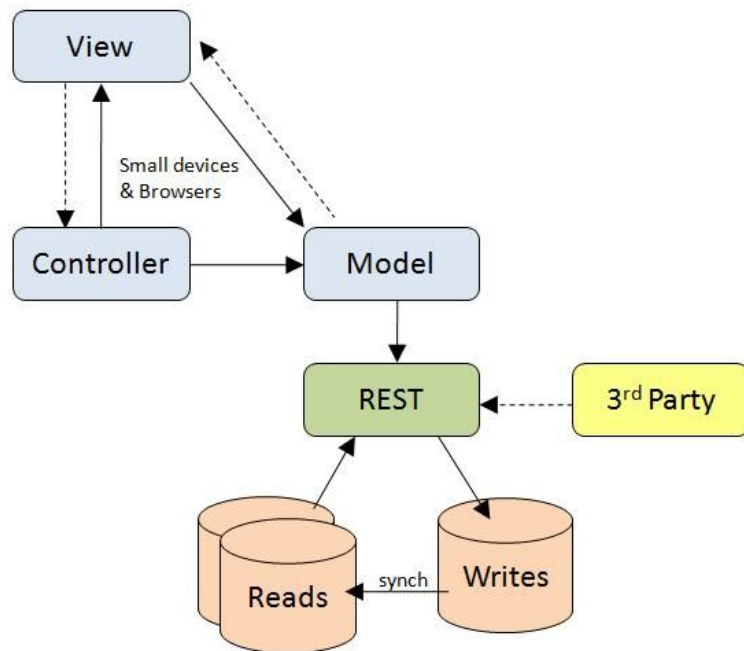 View
Small devices
& Browsers
Controller
Model
REST
3rd Party
Reads
synch
Writes